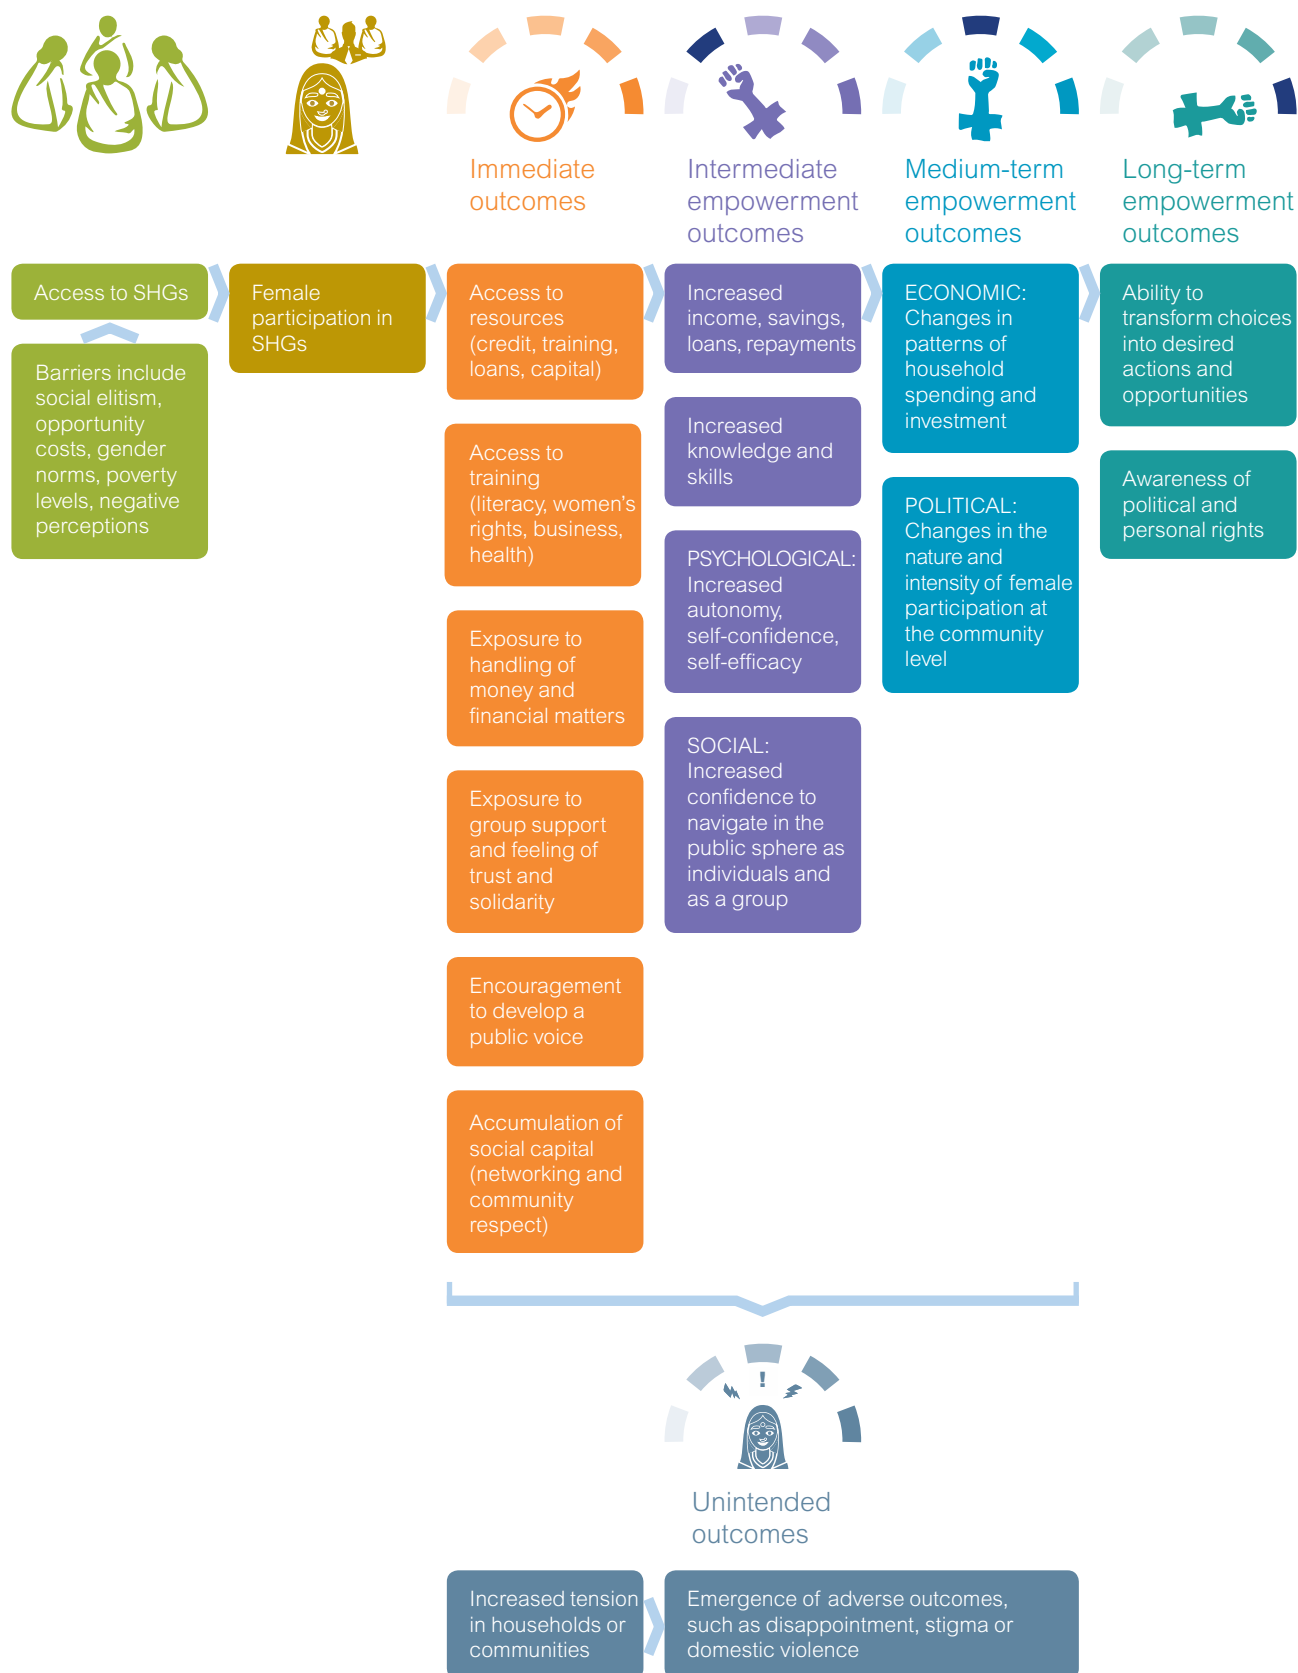 Immediate
outcomes
Intermediate
empowerment
outcomes
Medium-term
empowerment
outcomes
Long-term
empowerment
outcomes
Access to SHGs
Barriers include
social elitism,
opportunity
costs, gender
norms, poverty
levels, negative
perceptions
Female
participation in
SHGs
Access to
resources
(credit, training,
loans, capital)
Access to
training
(literacy, women’s
rights, business,
health)
Exposure to
handling of
money and
financial matters
Exposure to
group support
and feeling of
trust and
solidarity
Encouragement
to develop a
public voice
Accumulation of
social capital
(networking and
community
respect)
Increased
income, savings,
loans, repayments
Increased
knowledge and
skills
PSYCHOLOGICAL:
Increased
autonomy,
self-confidence,
self-efficacy
SOCIAL:
Increased
confidence to
navigate in the
public sphere as
individuals and
as a group
ECONOMIC:
Changes in
patterns of
household
spending and
investment
POLITICAL:
Changes in the
nature and
intensity of female
participation at
the community
level
Ability to
transform choices
into desired
actions and
opportunities
Awareness of
political and
personal rights
!
Unintended
outcomes
Increased tension
in households or
communities
Emergence of adverse outcomes,
such as disappointment, stigma or
domestic violence